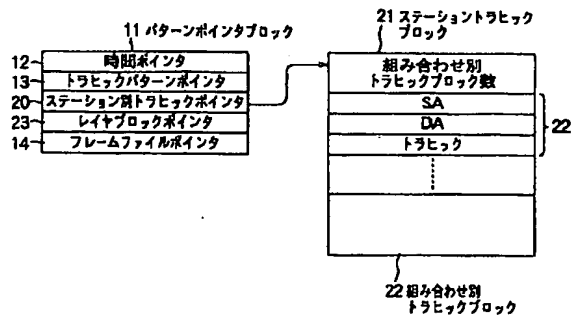 11 パターンポインタブロック
12 時間ポインタ
13 トラヒックパターンポインタ
20 ステーション別トラヒックポインタ
23 レイヤブロックポインタ
14 フレームファイルポインタ
21 ステーショントラヒック
ブロック
組み合わせ別
トラヒックブロック数
SA
DA
トラヒック
22
22 組み合わせ別
トラヒックブロック